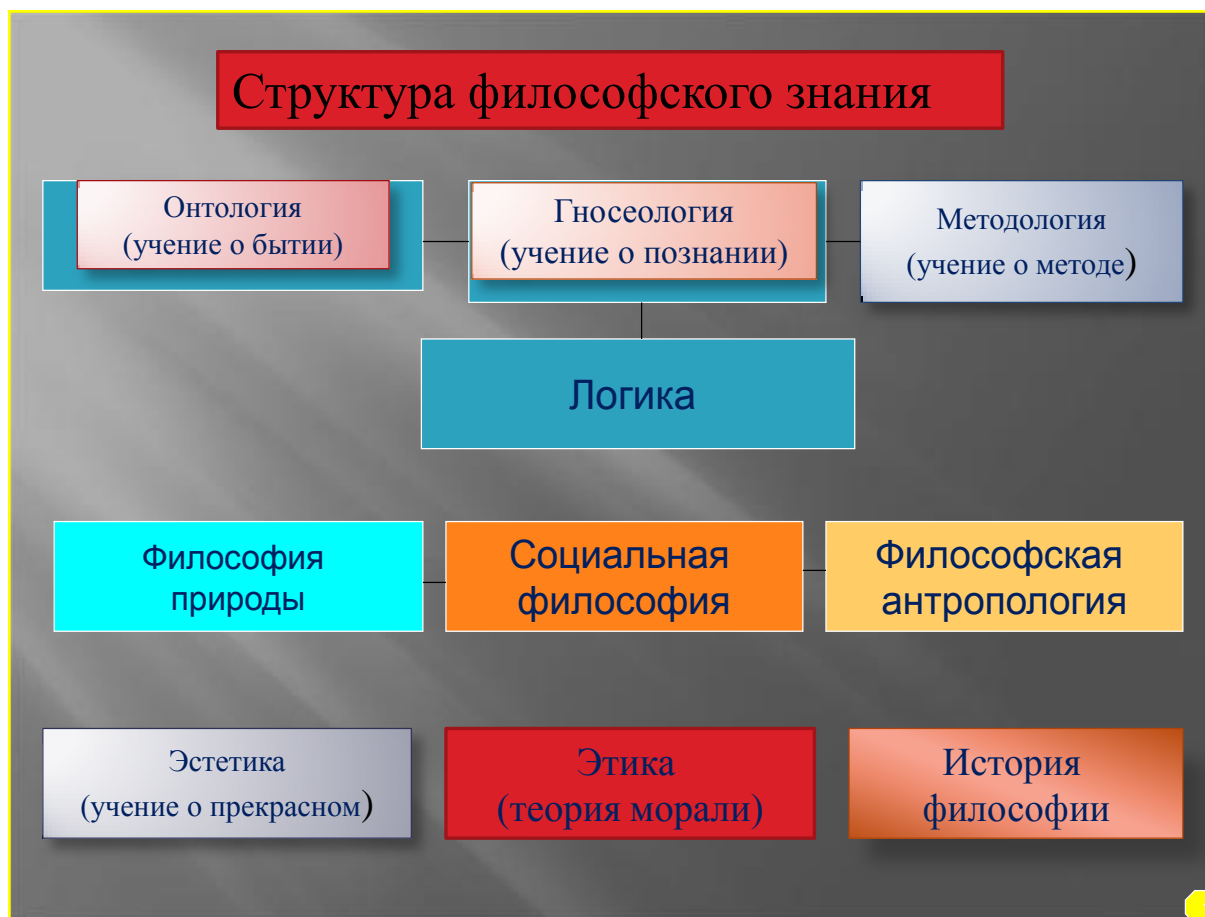 Структура философского знания
Онтология
(учение о бытии)
Гносеология
(учение о познании)
Методология
(учение о методе)
Логика
Философия
природы
Социальная
философия
Философская
антропология
Эстетика
(учение о прекрасном)
Этика
(теория морали)
История
философии